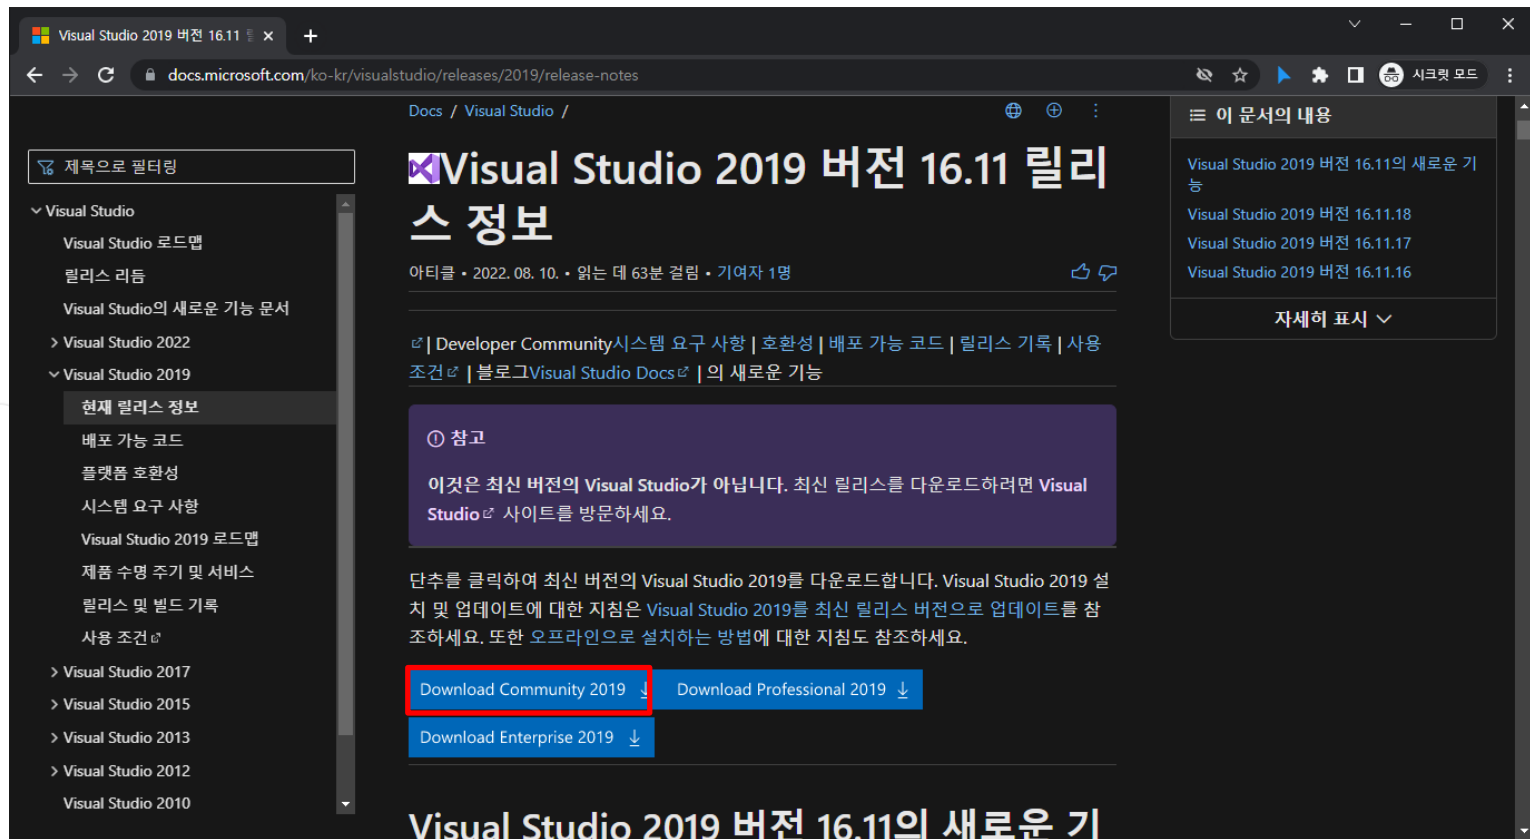 Visual Studio 2019 버전 16.11 릴
docs.microsoft.com/ko-kr/visualstudio/releases/2019/release-notes
시크릿 모드
제목으로 필터링
Visual Studio
Visual Studio 로드맵
릴리스 리듬
Visual Studio의 새로운 기능 문서
Visual Studio 2022
Visual Studio 2019
현재 릴리스 정보
배포 가능 코드
플랫폼 호환성
시스템 요구 사항
Visual Studio 2019 로드맵
제품 수명 주기 및 서비스
릴리스 및 빌드 기록
사용 조건
Visual Studio 2017
Visual Studio 2015
Visual Studio 2013
Visual Studio 2012
Visual Studio 2010
Docs / Visual Studio /
Visual Studio 2019 버전 16.11 릴리
스 정보
아티클 • 2022. 08. 10. • 읽는 데 63분 걸림 • 기여자 1명
| Developer Community시스템 요구 사항 | 호환성 | 배포 가능 코드 | 릴리스 기록 | 사용
조건 | 블로그Visual Studio Docs | 의 새로운 기능
참고
이것은 최신 버전의 Visual Studio가 아닙니다. 최신 릴리스를 다운로드하려면 Visual
Studio 사이트를 방문하세요.
단추를 클릭하여 최신 버전의 Visual Studio 2019를 다운로드합니다. Visual Studio 2019 설
치 및 업데이트에 대한 지침은 Visual Studio 2019를 최신 릴리스 버전으로 업데이트를 참
조하세요. 또한 오프라인으로 설치하는 방법에 대한 지침도 참조하세요.
Download Community 2019
Download Professional 2019
Download Enterprise 2019
Visual Studio 2019 버전 16.11의 새로운 기
이 문서의 내용
Visual Studio 2019 버전 16.11의 새로운 기
능
Visual Studio 2019 버전 16.11.18
Visual Studio 2019 버전 16.11.17
Visual Studio 2019 버전 16.11.16
자세히 표시